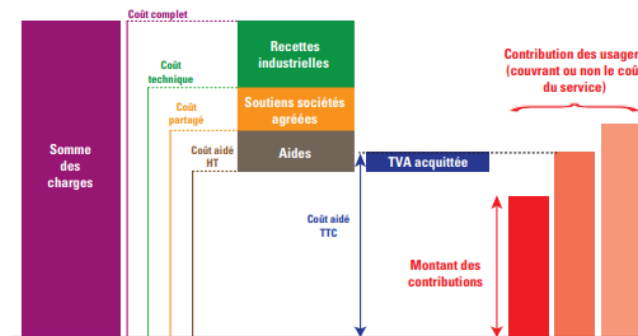 Coût complet
Recettes
industrielles
Contribution des usager
(couvrant ou non le coû
du service)
Coût
technique
Soutiens sociétés
agréées
Coût
partagé
Somme
des
charges
Coût aidé
HT
Aides
TVA acquittée
Coût aidé
TTC
Montant des
contributions